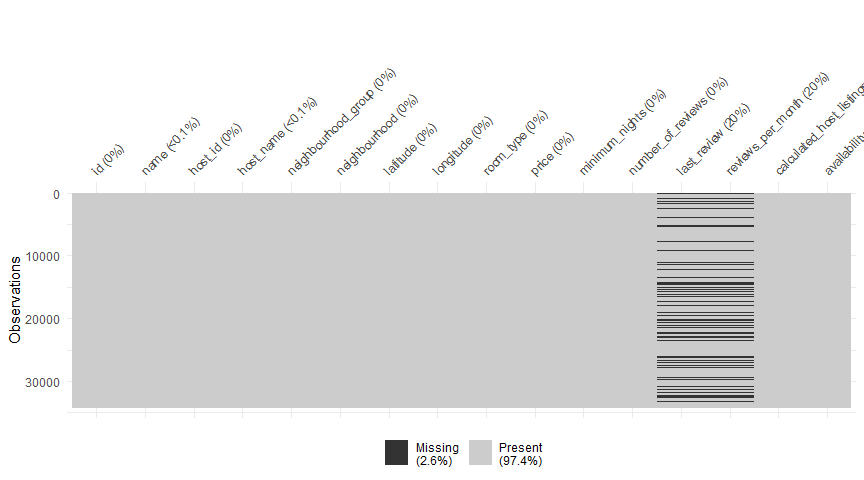 id (0%)
name (<0.1%)
host_id (0%)
host_name (<0.1%)
neighbourhood_group (0%)
neighbourhood (0%)
latitude (0%)
longitude (0%)
room_type (0%)
price (0%)
minimum_nights (0%)
number_of_reviews (0%)
last_review (20%)
reviews_per_month (20%)
calculated_host_listings
availability
0
10000
20000
30000
Observations
Missing
(2.6%)
Present
(97.4%)